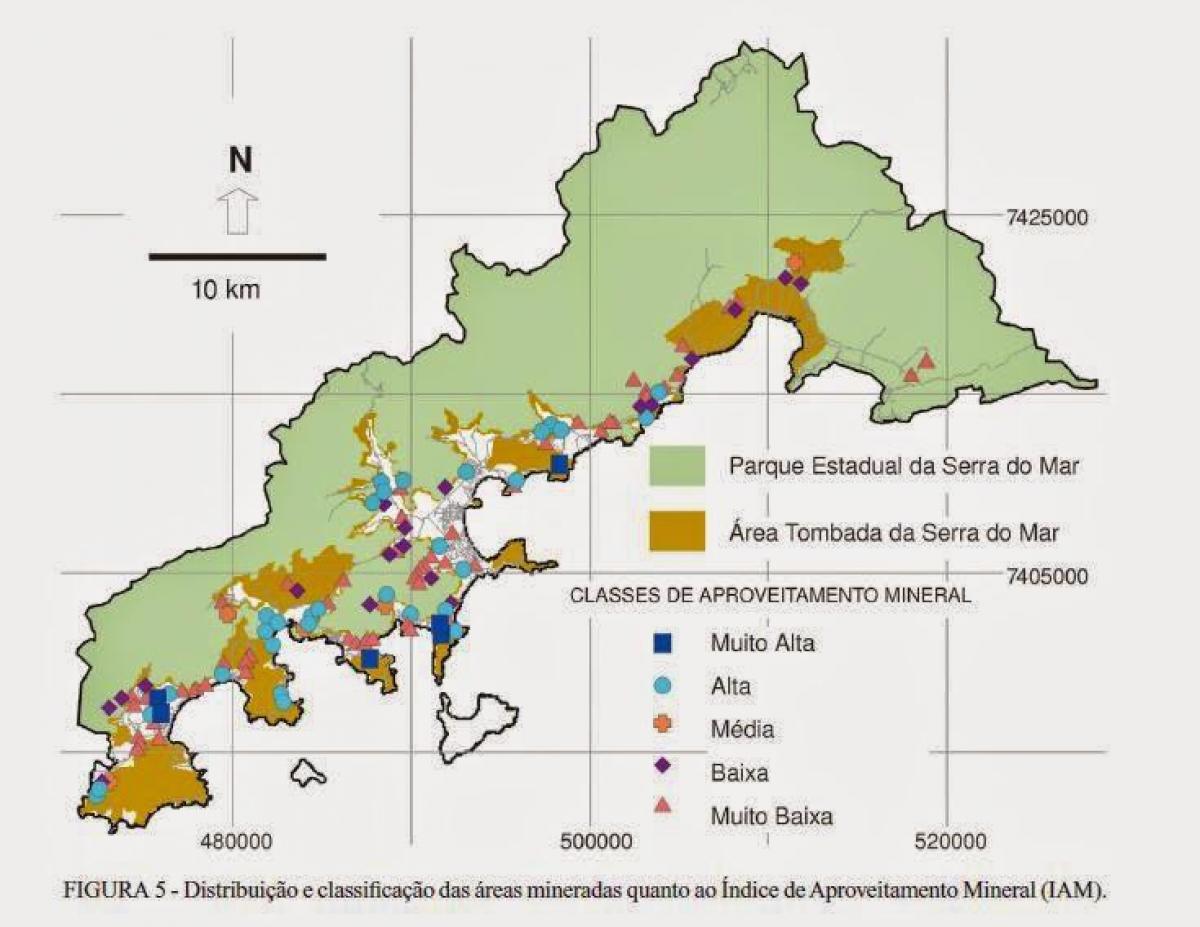 N
10 km
7425000
Parque Estadual da Serra do Mar
Área Tombada da Serra do Mar
7405000
CLASSES DE APROVEITAMENTO MINERAL
Muito Alta
Alta
Média
Baixa
Muito Baixa
480000
500000
520000
FIGURA 5 - Distribuição e classificação das áreas mineradas quanto ao Índice de Aproveitamento Mineral (IAM).